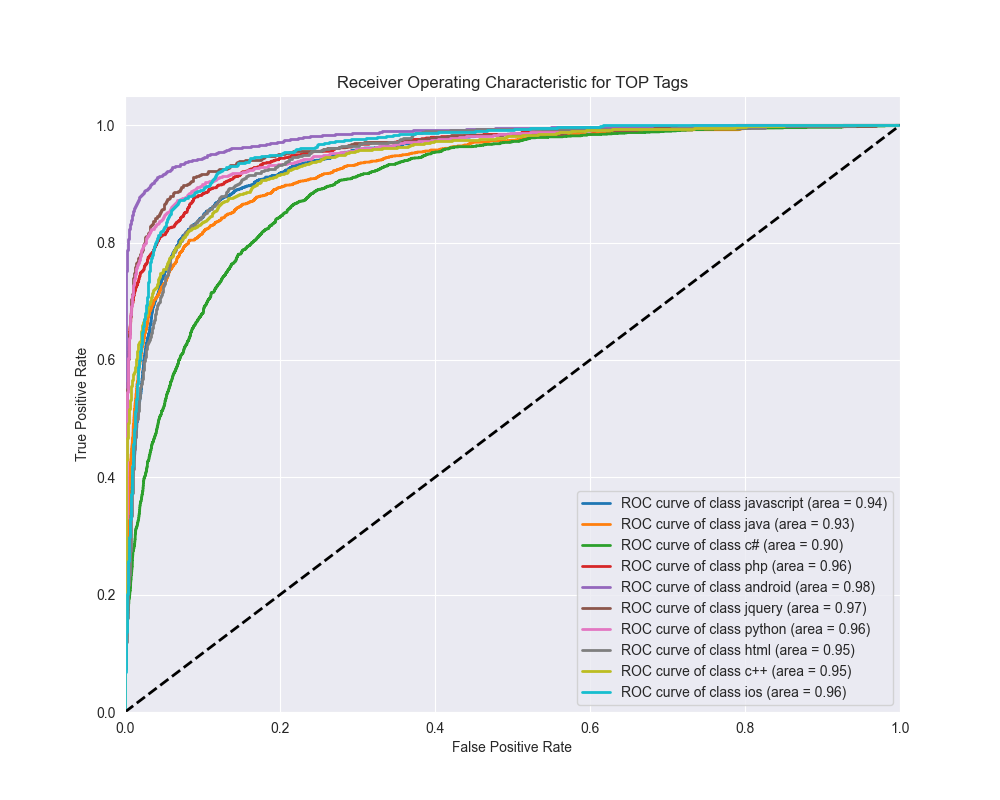 Receiver Operating Characteristic for TOP Tags
True Positive Rate
1.0
0.8
0.6
0.4
0.2
0.0
ROC curve of class javascript (area = 0.94)
ROC curve of class java (area = 0.93)
ROC curve of class c# (area = 0.90)
ROC curve of class php (area = 0.96)
ROC curve of class android (area = 0.98)
ROC curve of class jquery (area = 0.97)
ROC curve of class python (area = 0.96)
ROC curve of class html (area = 0.95)
ROC curve of class c++ (area = 0.95)
ROC curve of class ios (area = 0.96)
0.0 0.2 0.4 0.6 0.8 1.0
False Positive Rate